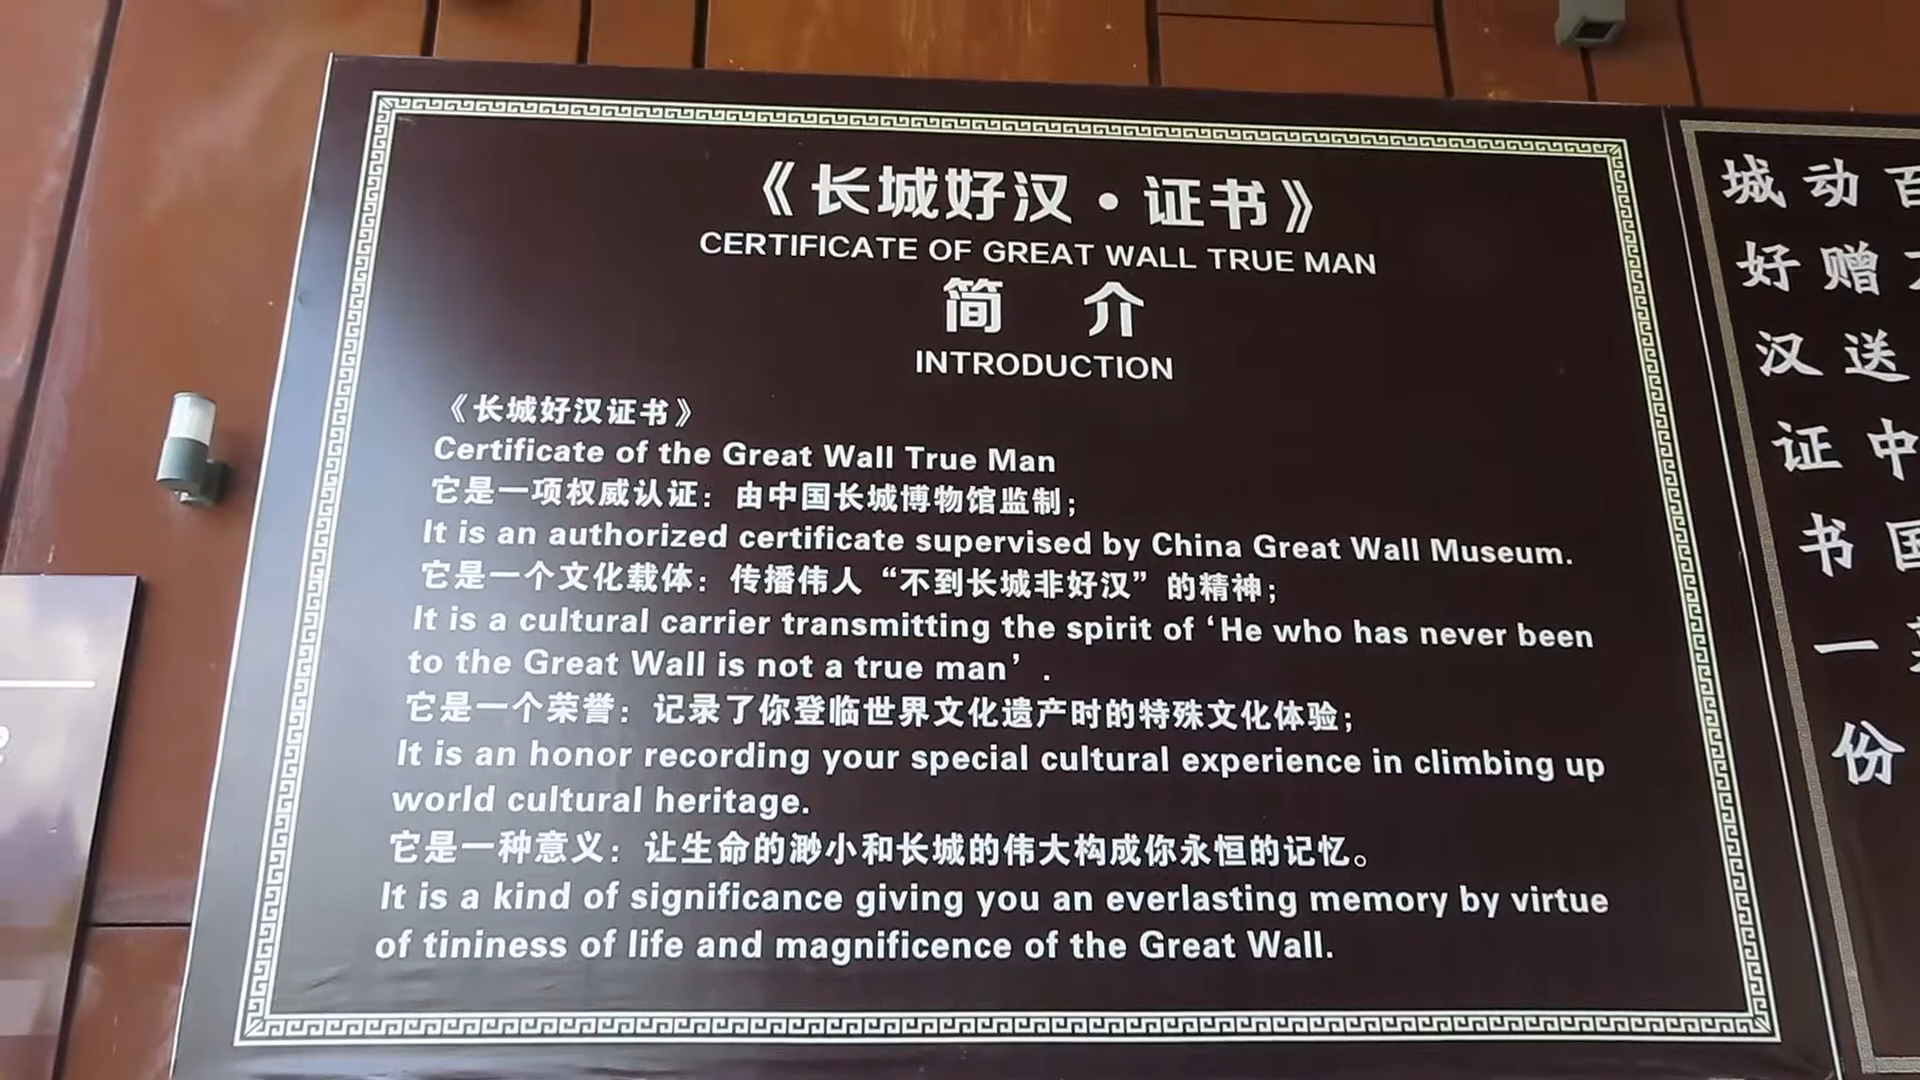 《长城好汉·证书》
CERTIFICATE OF GREAT WALL TRUE MAN
简 介
INTRODUCTION
《长城好汉证书》
Certificate of the Great Wall True Man
它是一项权威认证：由中国长城博物馆监制；
It is an authorized certificate supervised by China Great Wall Museum.
它是一个文化载体：传播伟人“不到长城非好汉”的精神；
It is a cultural carrier transmitting the spirit of ‘He who has never been
to the Great Wall is not a true man’ .
它是一个荣誉：记录了你登临世界文化遗产时的特殊文化体验；
It is an honor recording your special cultural experience in climbing up
world cultural heritage.
它是一种意义：让生命的渺小和长城的伟大构成你永恒的记忆。
It is a kind of significance giving you an everlasting memory by virtue
of tininess of life and magnificence of the Great Wall.
城好汉证书一份
动赠送中国